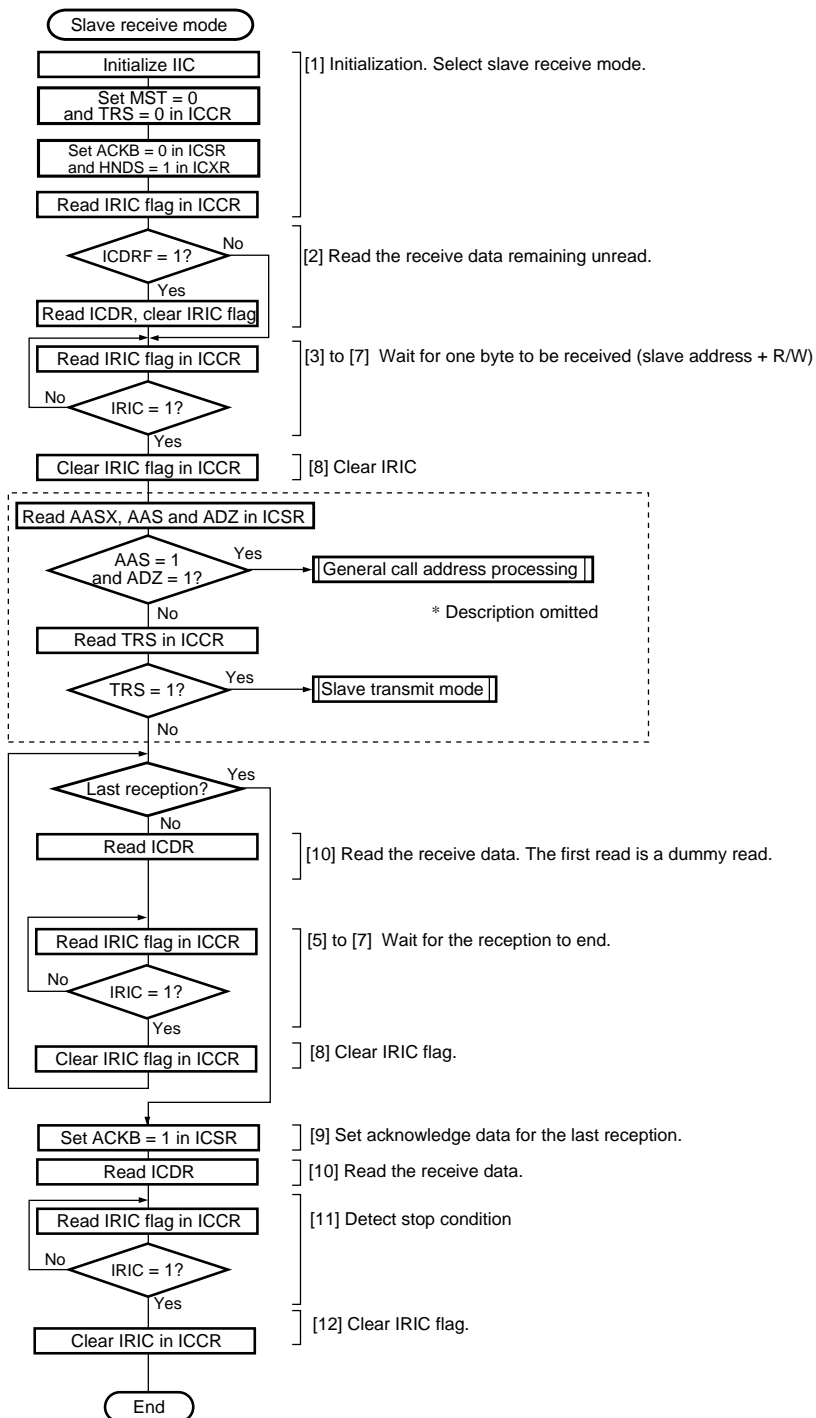 Slave receive mode
Initialize IIC
[1] Initialization. Select slave receive mode.
Set MST = 0
and TRS = 0 in ICCR
Set ACKB = 0 in ICSR
and HNDS = 1 in ICXR
Read IRIC flag in ICCR
No
ICDRF = 1?
[2] Read the receive data remaining unread.
Yes
Read ICDR, clear IRIC flag
Read IRIC flag in ICCR
[3] to [7] Wait for one byte to be received (slave address + R/W)
No
IRIC = 1?
Yes
Clear IRIC flag in ICCR
[8] Clear IRIC
Read AASX, AAS and ADZ in ICSR
AAS = 1
and ADZ = 1?
Yes
General call address processing
No
* Description omitted
Read TRS in ICCR
TRS = 1?
Yes
Slave transmit mode
No
Last reception?
Yes
No
Read ICDR
[10] Read the receive data. The first read is a dummy read.
Read IRIC flag in ICCR
[5] to [7] Wait for the reception to end.
No
IRIC = 1?
Yes
Clear IRIC flag in ICCR
[8] Clear IRIC flag.
Set ACKB = 1 in ICSR
[9] Set acknowledge data for the last reception.
Read ICDR
[10] Read the receive data.
Read IRIC flag in ICCR
[11] Detect stop condition
No
IRIC = 1?
Yes
Clear IRIC in ICCR
[12] Clear IRIC flag.
End